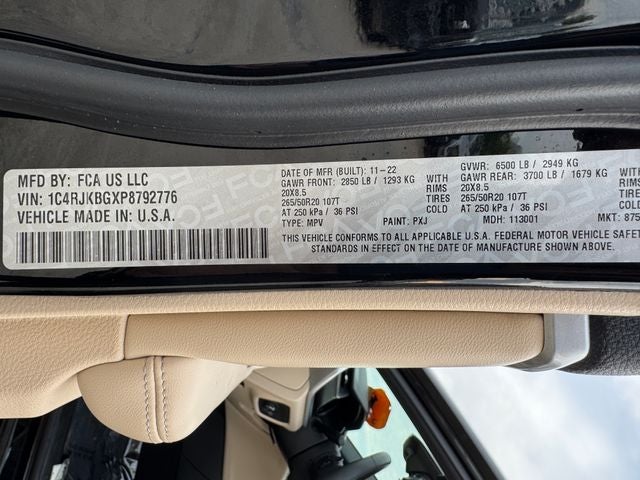 MFD BY: FCA US LLC
VIN: 1C4RJKBGXP8792776
VEHICLE MADE IN U.S.A.
DATE OF MFR (BUILT): 11-22
GVWR: 6500 LB / 2949 KG
GAWR FRONT: 2850 LB / 1293 KG WITH
GAWR REAR: 3700 LB / 1679 KG WITH
20X8.5 RIMS
20X8.5 RIMS
265/50R20 107T TIRES
265/50R20 107T
AT 250 kPa / 36 PSI COLD
AT 250 kPa / 36 PSI
TYPE: MPV PAINT: PXJ MDH: 113001 MKT:
THIS VEHICLE CONFORMS TO ALL APPLICABLE U.S.A. FEDERAL MOTOR VEHICLE SAFET
STANDARDS IN EFFECT ON THE DATE OF MANUFACTURE SHOWN ABOVE.